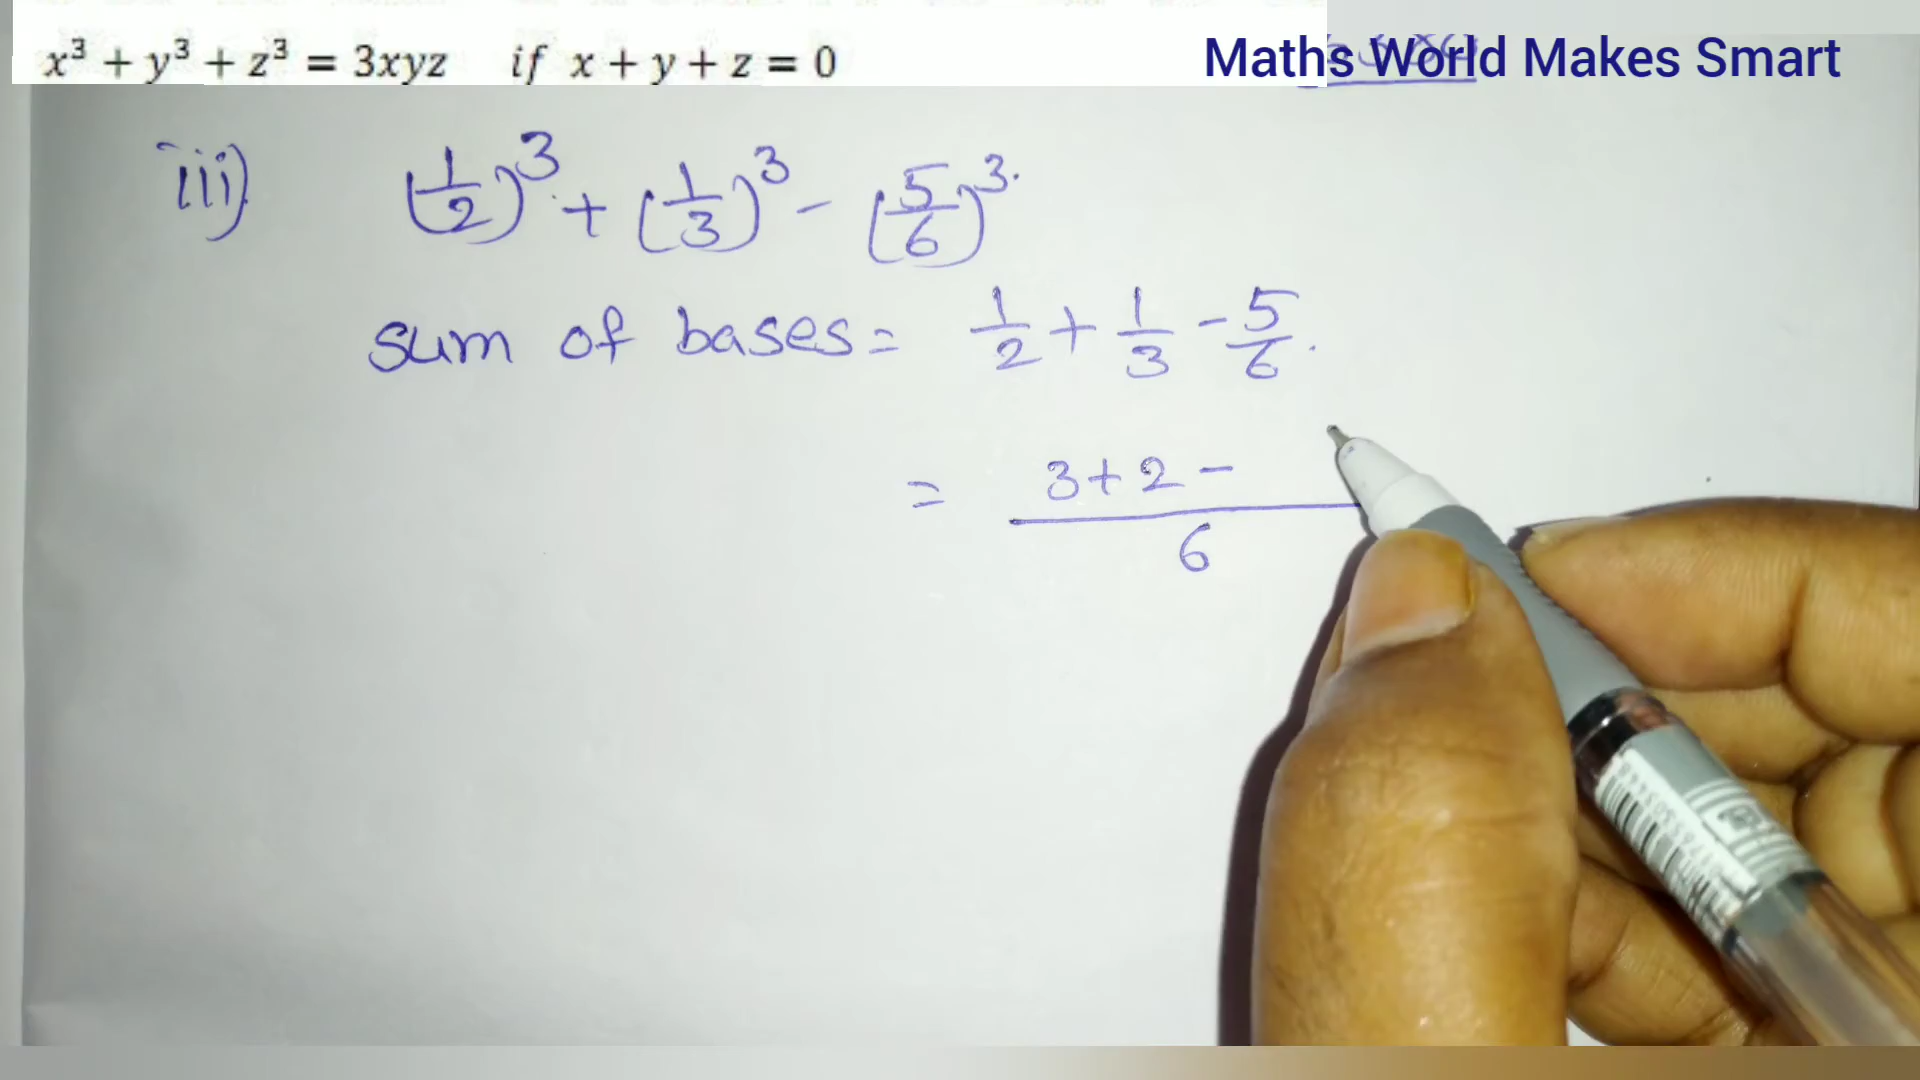 x³ + y³ + z³ = 3xyz if x + y + z = 0
Maths World Makes Smart
iii) (1/2)³ + (1/3)³ - (5/6)³.
sum of bases = 1/2 + 1/3 - 5/6.
= 3+2-
6